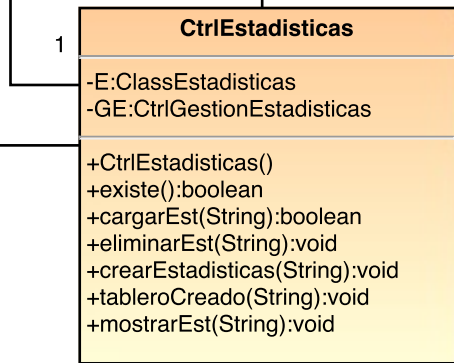 1
CtrlEstadisticas
-E:ClassEstadisticas
-GE:CtrlGestionEstadisticas
+CtrlEstadisticas()
+existe():boolean
+cargarEst(String):boolean
+eliminarEst(String):void
+crearEstadisticas(String):void
+tableroCreado(String):void
+mostrarEst(String):void